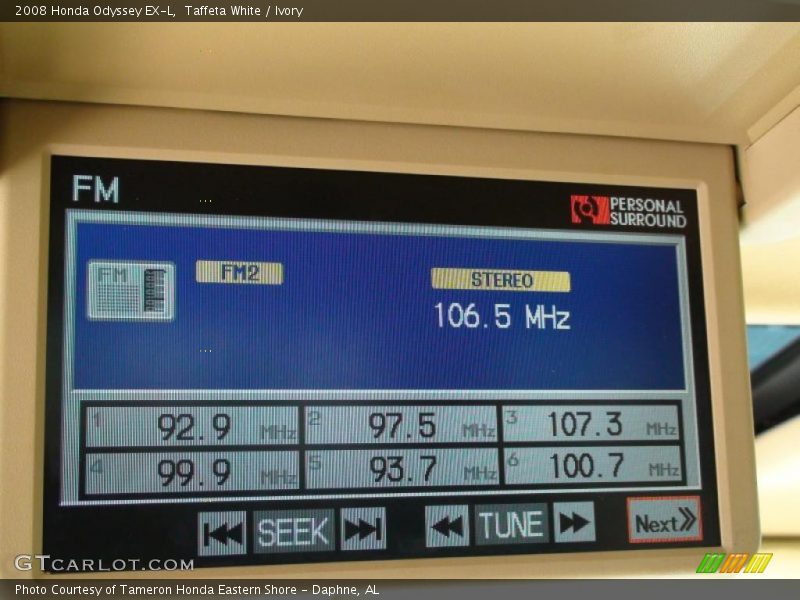 2008 Honda Odyssey EX-L,  Taffeta White / Ivory
FM
PERSONAL
SURROUND
FM
FM2
STEREO
106.5 MHz
1 92.9 MHz 2 97.5 MHz 3 107.3 MHz
4 99.9 MHz 5 93.7 MHz 6 100.7 MHz
SEEK TUNE Next
GTCARLOT.COM
Photo Courtesy of Tameron Honda Eastern Shore - Daphne, AL